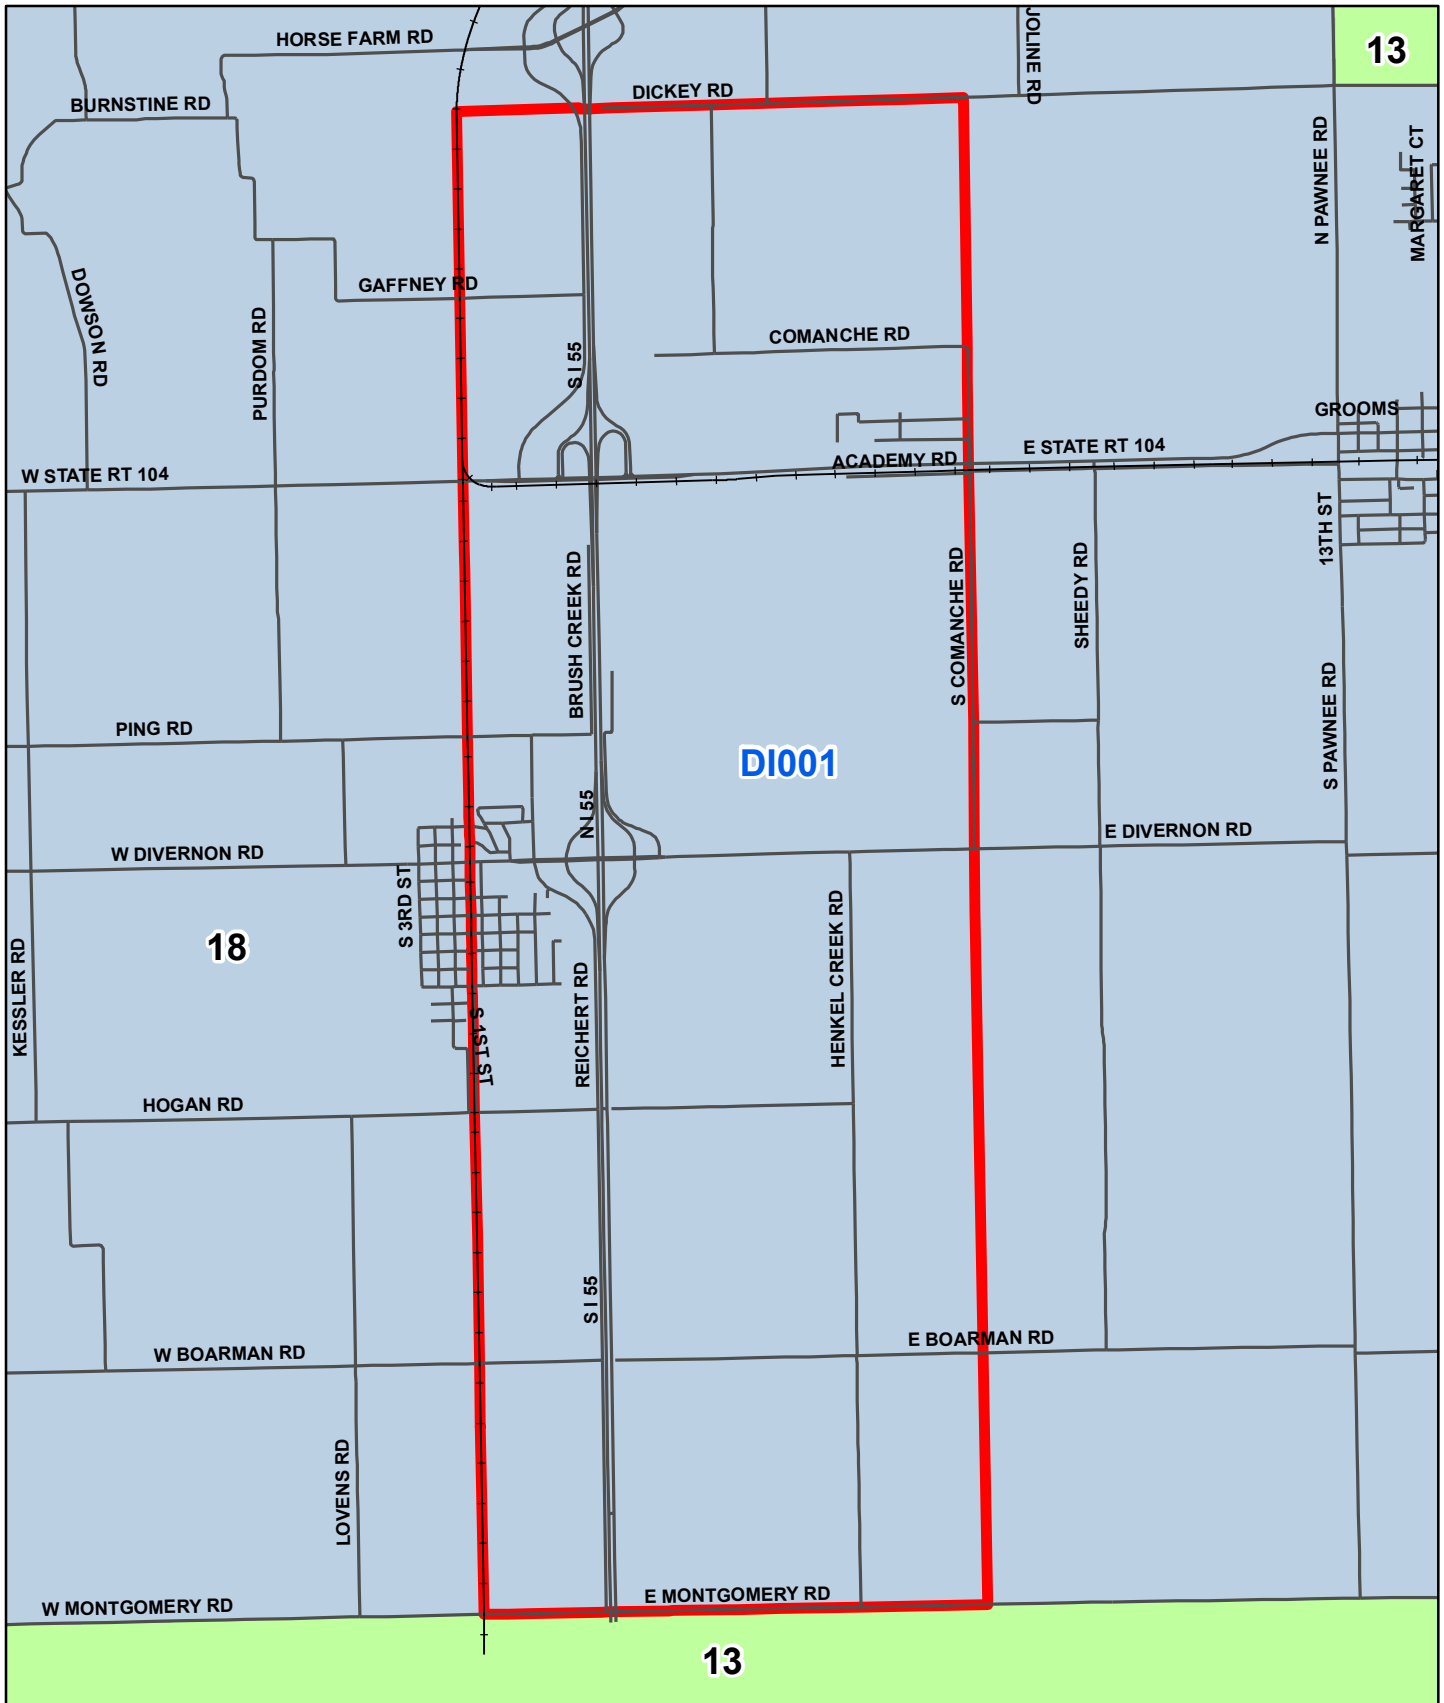 HORSE FARM RD
JOLINE RD
13
BURNSTINE RD
DICKEY RD
N PAWNEE RD
MARGARET CT
DOWSON RD
GAFFNEY RD
PURDOM RD
S I 55
COMANCHE RD
GROOMS
W STATE RT 104
ACADEMY RD
E STATE RT 104
13TH ST
BRUSH CREEK RD
S COMANCHE RD
SHEEDY RD
S PAWNEE RD
PING RD
DI001
N I 55
W DIVERNON RD
E DIVERNON RD
S 3RD ST
18
KESSLER RD
HENKEL CREEK RD
REICHERT RD
S 1ST ST
HOGAN RD
S I 55
W BOARMAN RD
E BOARMAN RD
LOVENS RD
W MONTGOMERY RD
E MONTGOMERY RD
13